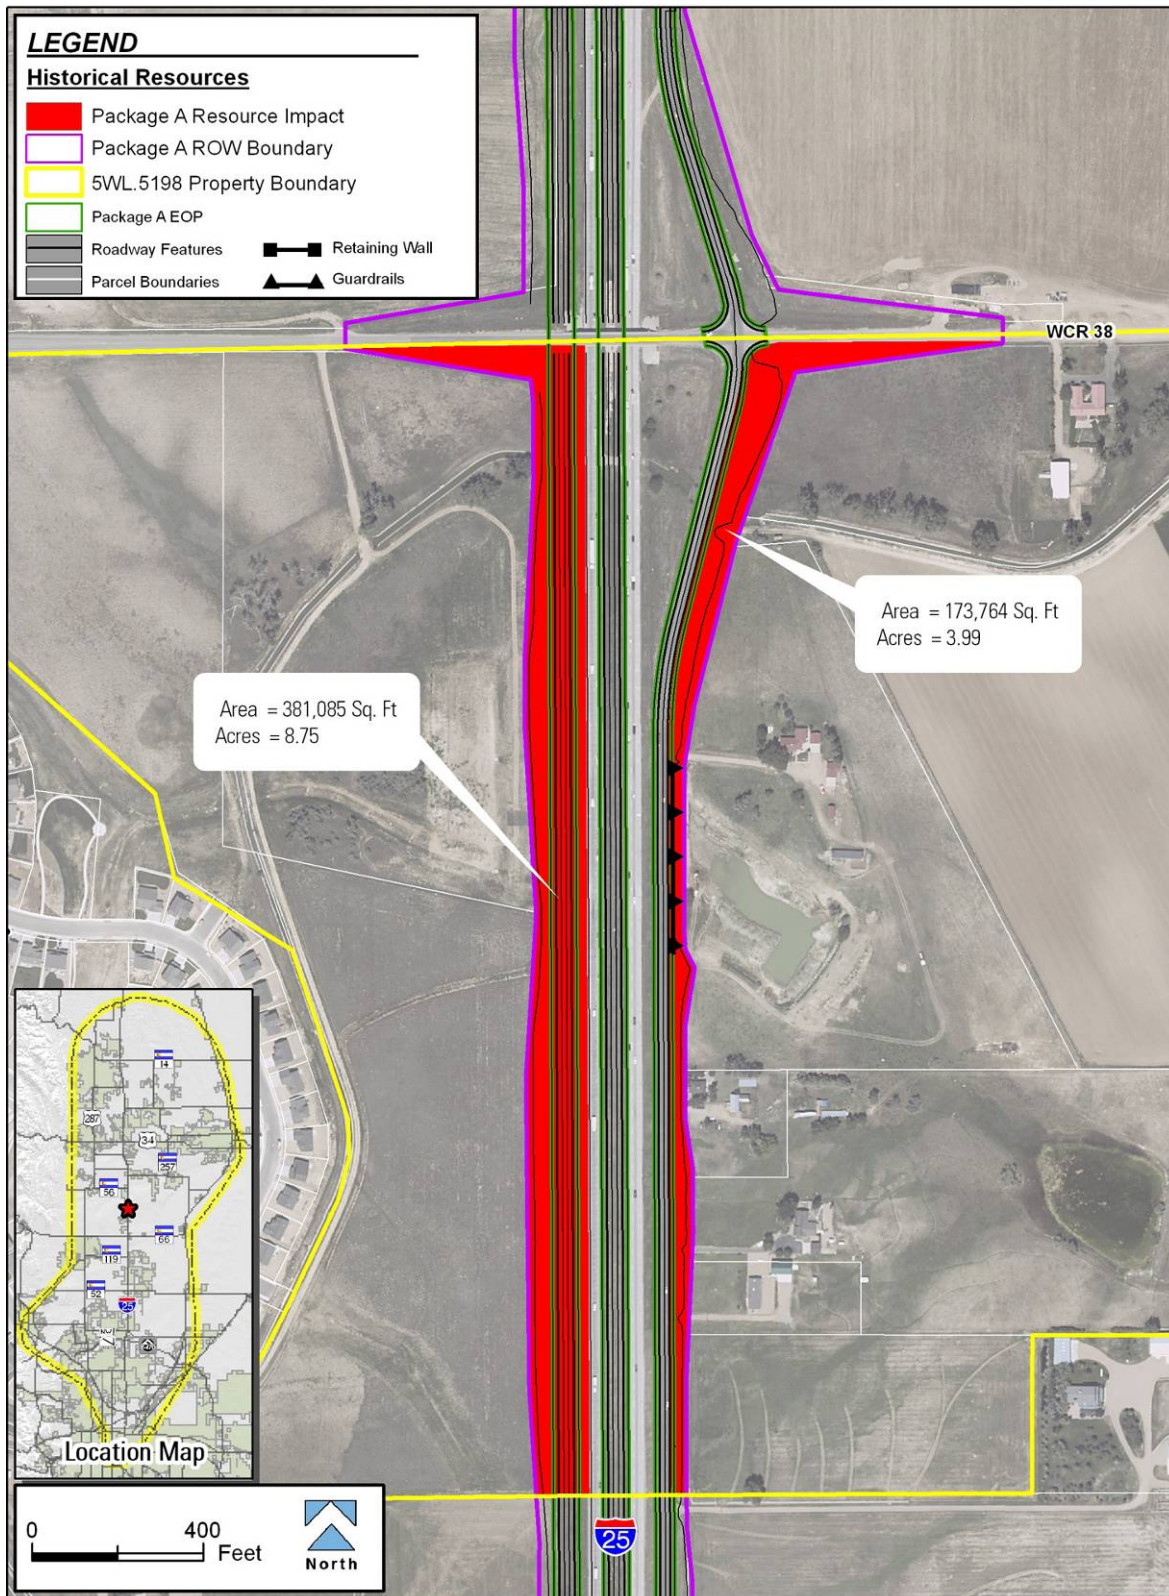 LEGEND
Historical Resources
Package A Resource Impact
Package A ROW Boundary
5WL.5198 Property Boundary
Package A EOP
Roadway Features
Retaining Wall
Parcel Boundaries
Guardrails
WCR 38
Area = 173,764 Sq. Ft
Acres = 3.99
Area = 381,085 Sq. Ft
Acres = 8.75
14
287
34
257
56
66
119
52
25
Location Map
0 400
Feet
North
25